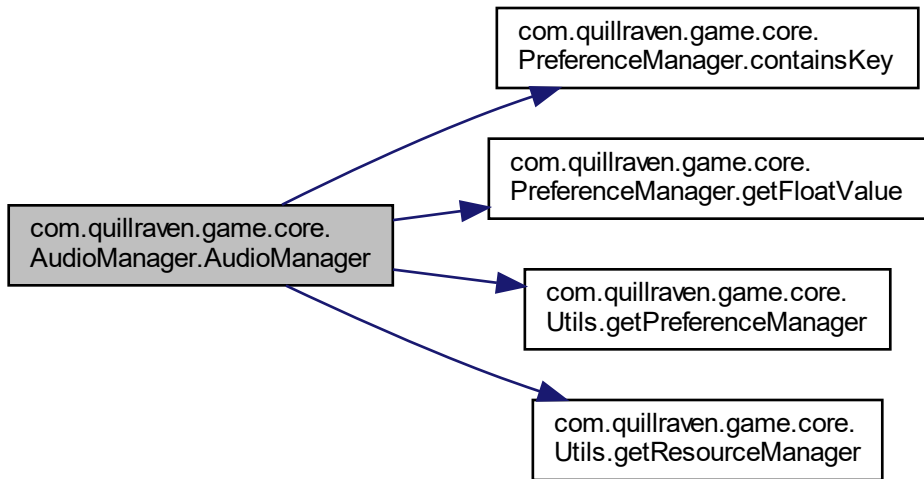 com.quillraven.game.core.
AudioManager.AudioManager
com.quillraven.game.core.
PreferenceManager.containsKey
com.quillraven.game.core.
PreferenceManager.getFloatValue
com.quillraven.game.core.
Utils.getPreferenceManager
com.quillraven.game.core.
Utils.getResourceManager